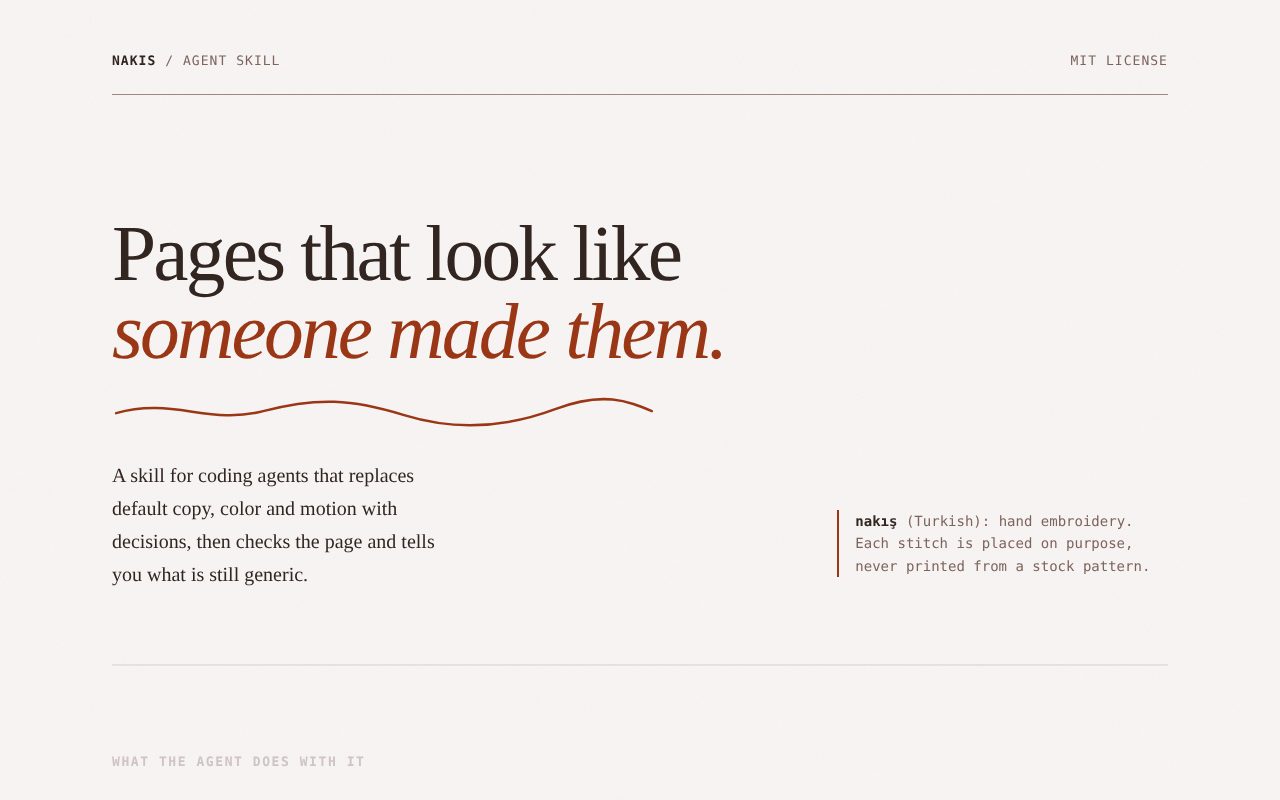 NAKIS / AGENT SKILL
MIT LICENSE
Pages that look like
someone made them.
A skill for coding agents that replaces
default copy, color and motion with
decisions, then checks the page and tells
you what is still generic.
nakış (Turkish): hand embroidery.
Each stitch is placed on purpose,
never printed from a stock pattern.
WHAT THE AGENT DOES WITH IT